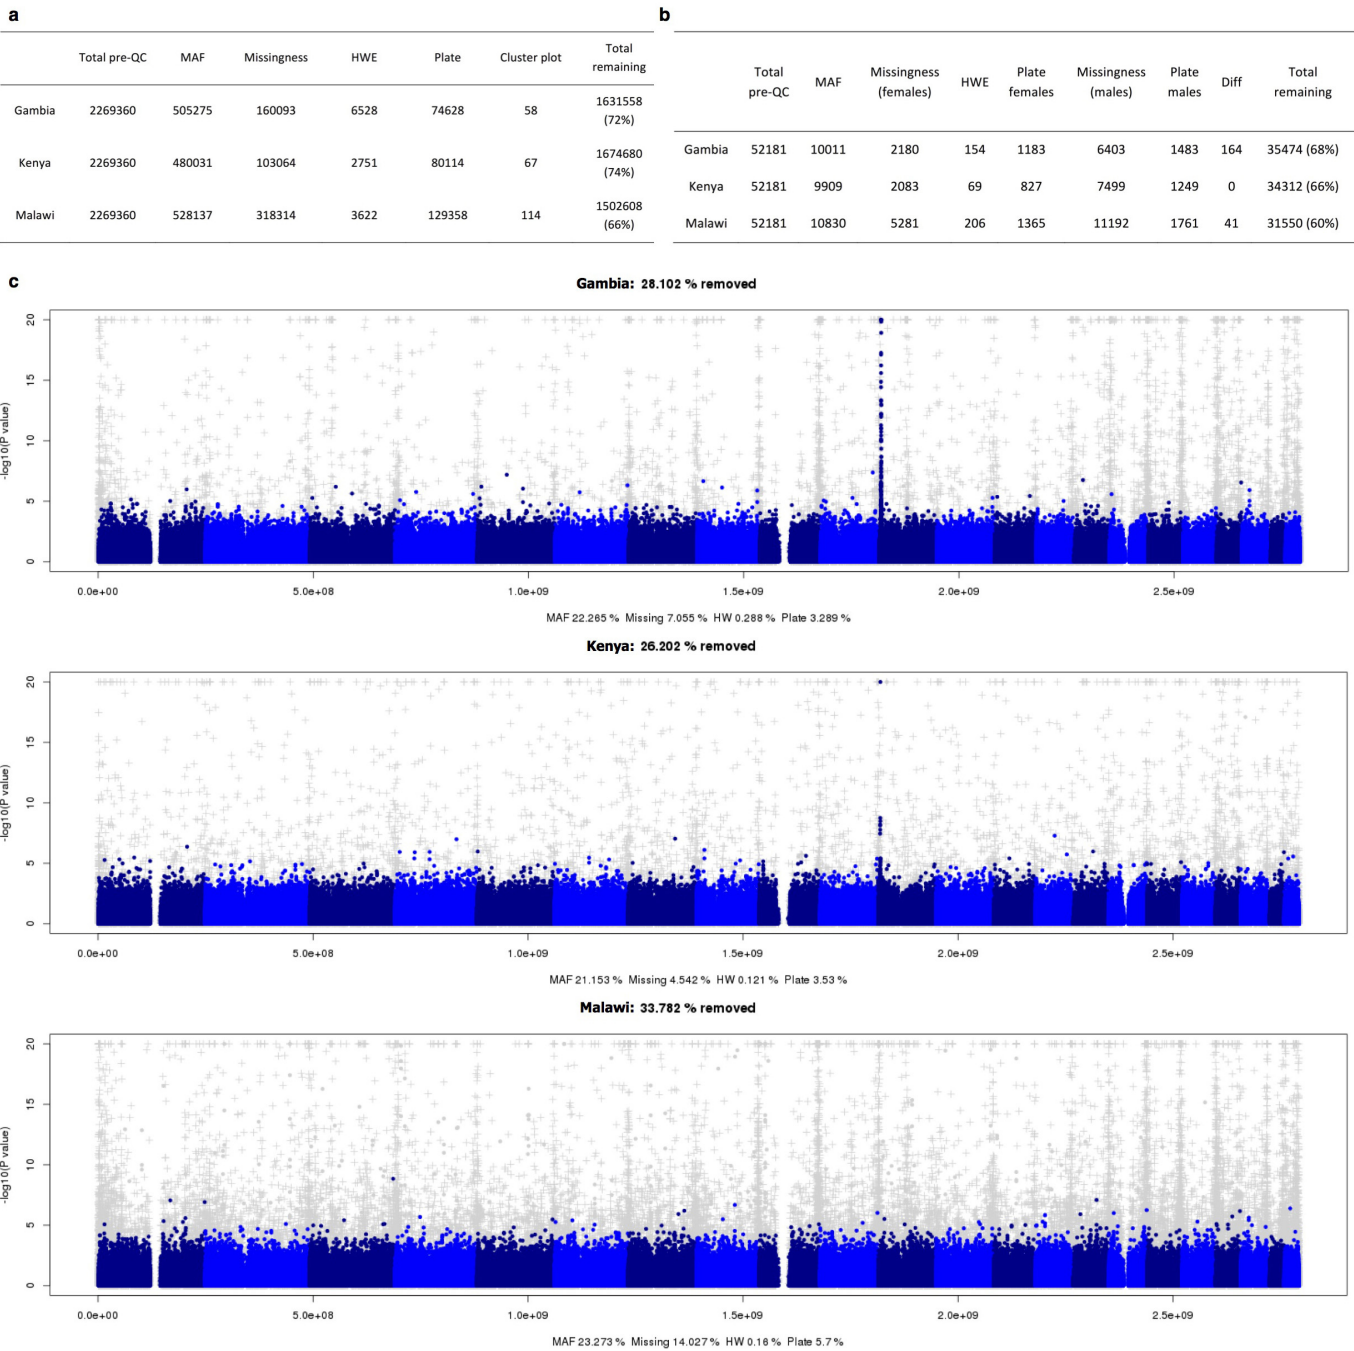 a
Total pre-QC MAF Missingness HWE Plate Cluster plot Total remaining
Gambia 2269360 505275 160093 6528 74628 58 1631558 (72%)
Kenya 2269360 480031 103064 2751 80114 67 1674680 (74%)
Malawi 2269360 528137 318314 3622 129358 114 1502608 (66%)
b
Total pre-QC MAF Missingness (females) HWE Plate females Missingness (males) Plate males Diff Total remaining
Gambia 52181 10011 2180 154 1183 6403 1483 164 35474 (68%)
Kenya 52181 9909 2083 69 827 7499 1249 0 34312 (66%)
Malawi 52181 10830 5281 206 1365 11192 1761 41 31550 (60%)
c
Gambia: 28.102 % removed
-log10(P value)
20
15
10
5
0
0.0e+00 5.0e+08 1.0e+09 1.5e+09 2.0e+09 2.5e+09
MAF 22.265 % Missing 7.055 % HW 0.288 % Plate 3.289 %
Kenya: 26.202 % removed
-log10(P value)
20
15
10
5
0
0.0e+00 5.0e+08 1.0e+09 1.5e+09 2.0e+09 2.5e+09
MAF 21.153 % Missing 4.542 % HW 0.121 % Plate 3.53 %
Malawi: 33.782 % removed
-log10(P value)
20
15
10
5
0
0.0e+00 5.0e+08 1.0e+09 1.5e+09 2.0e+09 2.5e+09
MAF 23.273 % Missing 14.027 % HW 0.16 % Plate 5.7 %